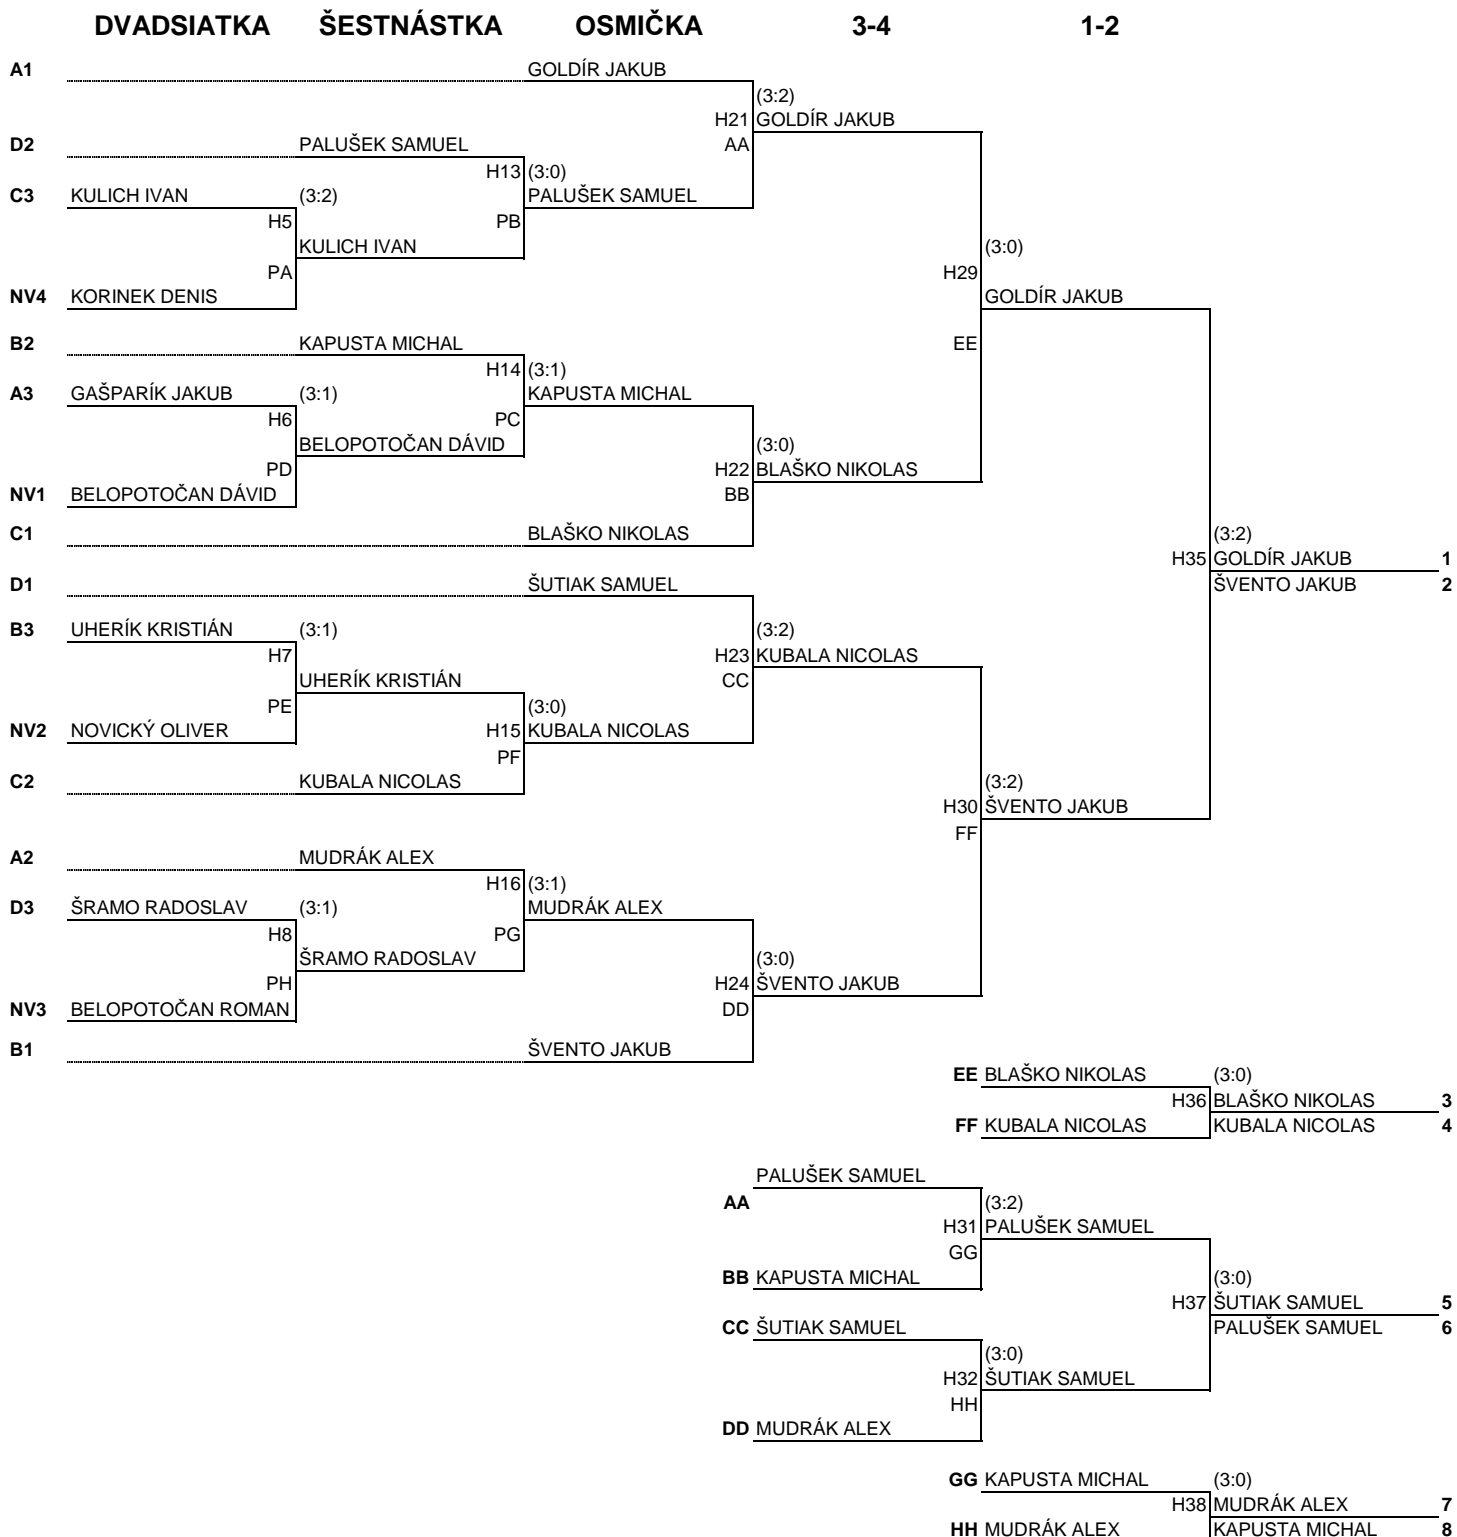 DVADSIATKA ŠESTNÁSTKA OSMIČKA 3-4 1-2
A1 GOLDÍR JAKUB
(3:2)
H21 GOLDÍR JAKUB
D2 PALUŠEK SAMUEL AA
H13 (3:0)
C3 KULICH IVAN (3:2) PALUŠEK SAMUEL
H5 PB
KULICH IVAN (3:0)
PA H29
NV4 KORINEK DENIS GOLDÍR JAKUB
B2 KAPUSTA MICHAL EE
H14 (3:1)
A3 GAŠPARÍK JAKUB (3:1) KAPUSTA MICHAL
H6 PC
BELOPOTOČAN DÁVID (3:0)
PD H22 BLAŠKO NIKOLAS
NV1 BELOPOTOČAN DÁVID BB
C1 BLAŠKO NIKOLAS (3:2)
H35 GOLDÍR JAKUB 1
D1 ŠUTIAK SAMUEL ŠVENTO JAKUB 2
B3 UHERÍK KRISTIÁN (3:1) (3:2)
H7 H23 KUBALA NICOLAS
UHERÍK KRISTIÁN CC
PE (3:0)
NV2 NOVICKÝ OLIVER H15 KUBALA NICOLAS
PF
C2 KUBALA NICOLAS (3:2)
H30 ŠVENTO JAKUB
FF
A2 MUDRÁK ALEX
H16 (3:1)
D3 ŠRAMO RADOSLAV (3:1) MUDRÁK ALEX
H8 PG
ŠRAMO RADOSLAV (3:0)
PH H24 ŠVENTO JAKUB
NV3 BELOPOTOČAN ROMAN DD
B1 ŠVENTO JAKUB
EE BLAŠKO NIKOLAS (3:0)
H36 BLAŠKO NIKOLAS 3
FF KUBALA NICOLAS KUBALA NICOLAS 4
PALUŠEK SAMUEL
AA (3:2)
H31 PALUŠEK SAMUEL
GG
BB KAPUSTA MICHAL (3:0)
H37 ŠUTIAK SAMUEL 5
CC ŠUTIAK SAMUEL PALUŠEK SAMUEL 6
(3:0)
H32 ŠUTIAK SAMUEL
HH
DD MUDRÁK ALEX
GG KAPUSTA MICHAL (3:0)
H38 MUDRÁK ALEX 7
HH MUDRÁK ALEX KAPUSTA MICHAL 8